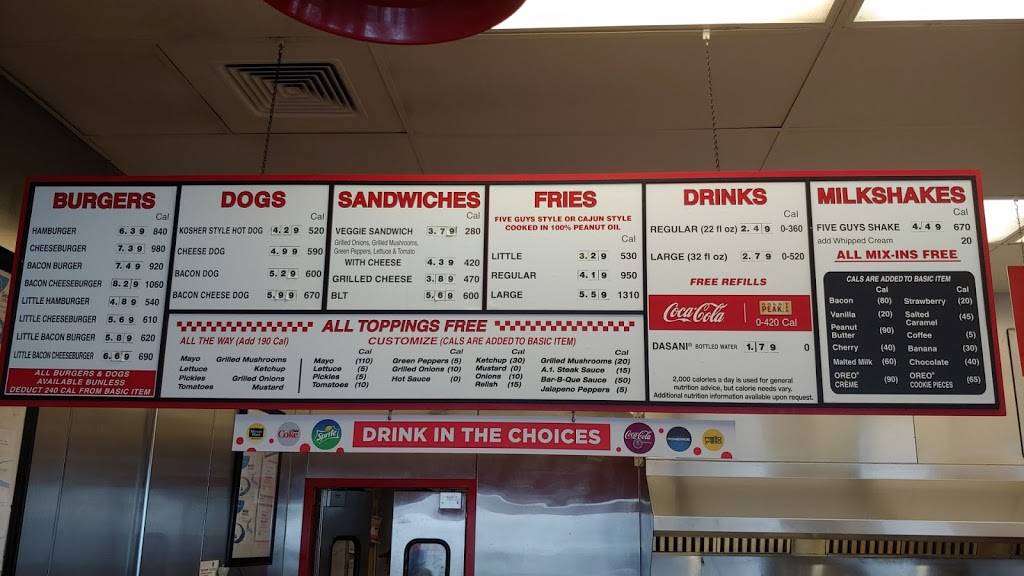 BURGERS
Cal
HAMBURGER 6.39 840
CHEESEBURGER 7.39 980
BACON BURGER 7.49 920
BACON CHEESEBURGER 8.29 1060
LITTLE HAMBURGER 4.89 540
LITTLE CHEESEBURGER 5.69 610
LITTLE BACON BURGER 5.89 620
LITTLE BACON CHEESEBURGER 6.69 690
ALL BURGERS & DOGS
AVAILABLE BUNLESS
DEDUCT 240 CAL FROM BASIC ITEM
DOGS
Cal
KOSHER STYLE HOT DOG 4.29 520
CHEESE DOG 4.99 590
BACON DOG 5.29 600
BACON CHEESE DOG 5.99 670
SANDWICHES
Cal
VEGGIE SANDWICH 3.79 280
Grilled Onions, Grilled Mushrooms,
Green Peppers, Lettuce & Tomato
WITH CHEESE 4.39 420
GRILLED CHEESE 3.89 470
BLT 5.69 600
FRIES
FIVE GUYS STYLE OR CAJUN STYLE
COOKED IN 100% PEANUT OIL
Cal
LITTLE 3.29 530
REGULAR 4.19 950
LARGE 5.59 1310
ALL TOPPINGS FREE
ALL THE WAY (Add 190 Cal)
Mayo Grilled Mushrooms
Lettuce Ketchup
Pickles Grilled Onions
Tomatoes Mustard
CUSTOMIZE (CALS ARE ADDED TO BASIC ITEM)
Cal Cal Cal Cal
Mayo (110) Green Peppers (5) Ketchup (30) Grilled Mushrooms (20)
Lettuce (5) Grilled Onions (10) Mustard (0) A.1. Steak Sauce (15)
Pickles (5) Hot Sauce (0) Onions (10) Bar-B-Que Sauce (50)
Tomatoes (10) Relish (15) Jalapeno Peppers (5)
DRINKS
Cal
REGULAR (22 fl oz) 2.49 0-360
LARGE (32 fl oz) 2.79 0-520
FREE REFILLS
Coca-Cola GOLD PEAK
0-420 Cal
DASANI® BOTTLED WATER 1.79 0
2,000 calories a day is used for general
nutrition advice, but calorie needs vary.
Additional nutrition information available upon request.
MILKSHAKES
Cal
FIVE GUYS SHAKE 4.49 670
add Whipped Cream 20
ALL MIX-INS FREE
CALS ARE ADDED TO BASIC ITEM
Cal Cal
Bacon (80) Strawberry (20)
Vanilla (20) Salted Caramel (45)
Peanut Butter (90) Coffee (5)
Cherry (40) Banana (30)
Malted Milk (60) Chocolate (40)
OREO® CRÈME (90) OREO® COOKIE PIECES (65)
Coke Sprite DRINK IN THE CHOICES Coca-Cola